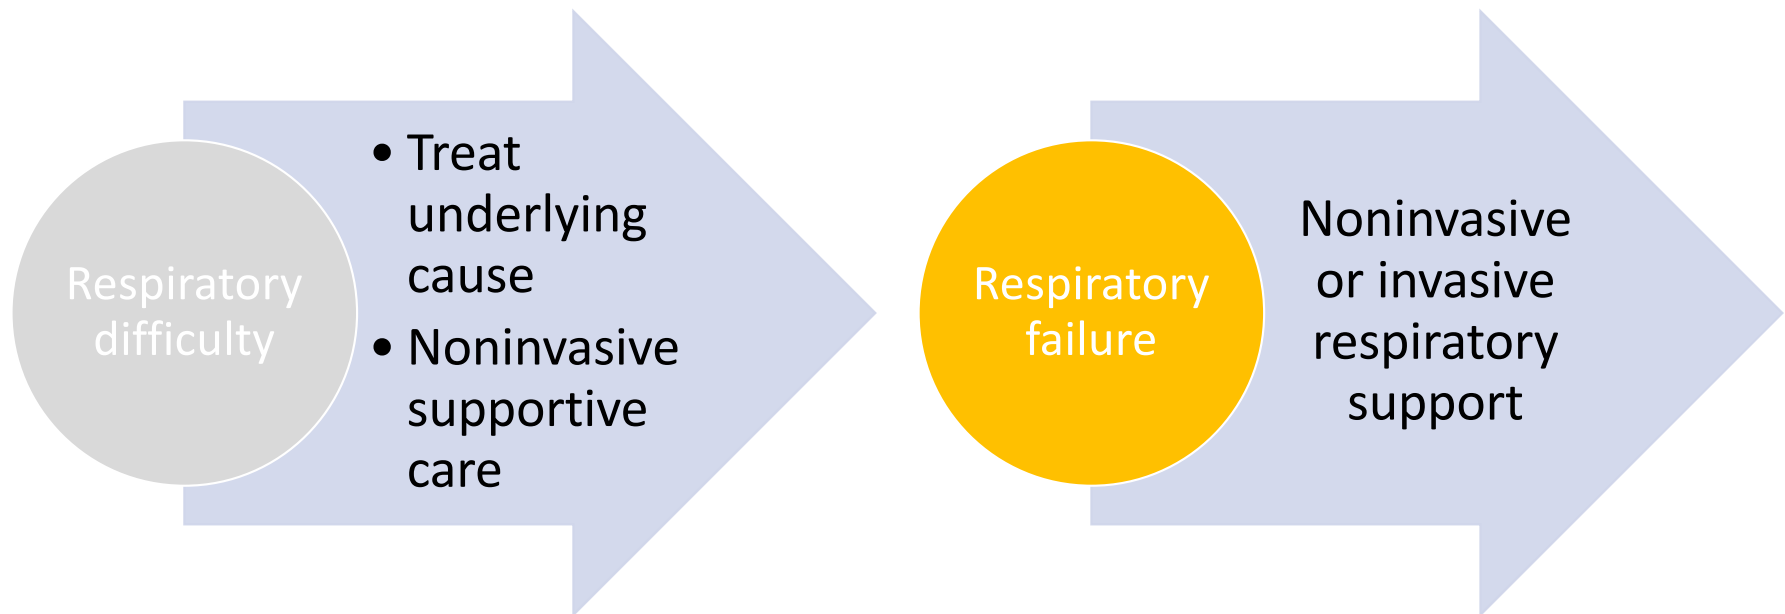 Respiratory
difficulty
• Treat
underlying
cause
• Noninvasive
supportive
care
Respiratory
failure
Noninvasive
or invasive
respiratory
support